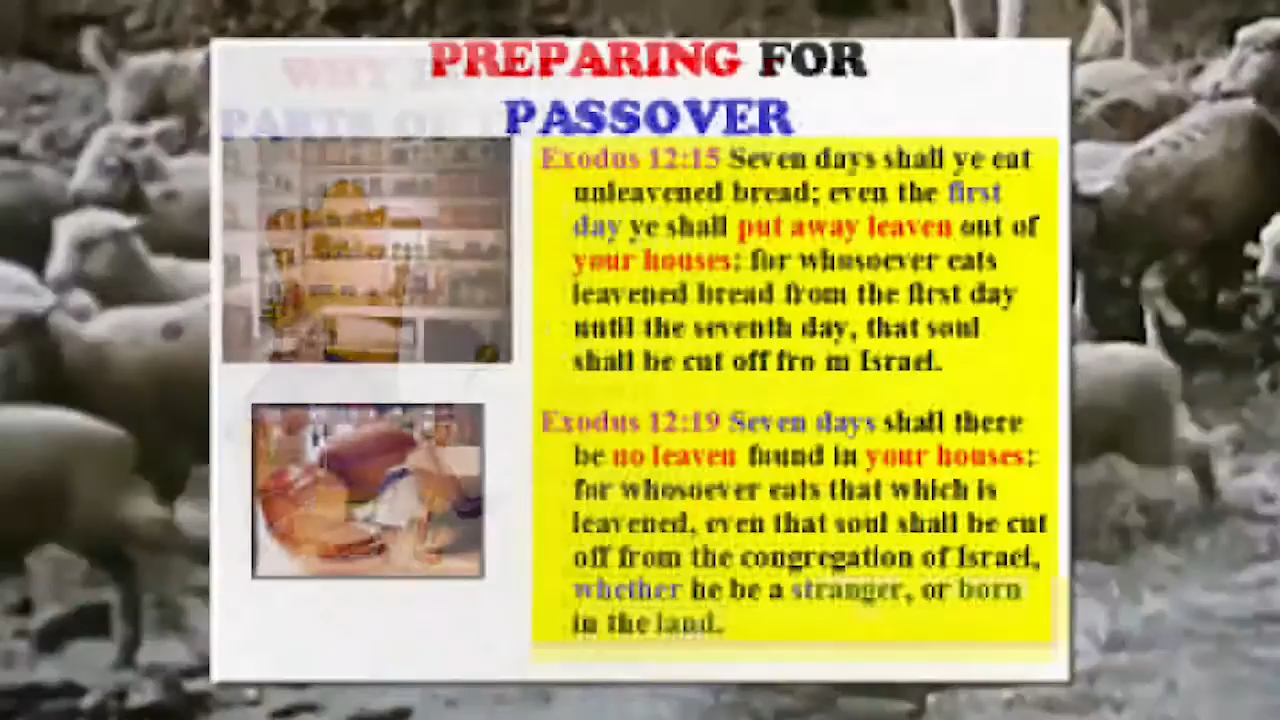 PREPARING FOR
PASSOVER
Exodus 12:15 Seven days shall ye eat
unleavened bread; even the first
day ye shall put away leaven out of
your houses: for whosoever eats
leavened bread from the first day
until the seventh day, that soul
shall be cut off fro m Israel.
Exodus 12:19 Seven days shall there
be no leaven found in your houses:
for whosoever eats that which is
leavened, even that soul shall be cut
off from the congregation of Israel,
whether he be a stranger, or born
in the land.
WHY
PARTS OF